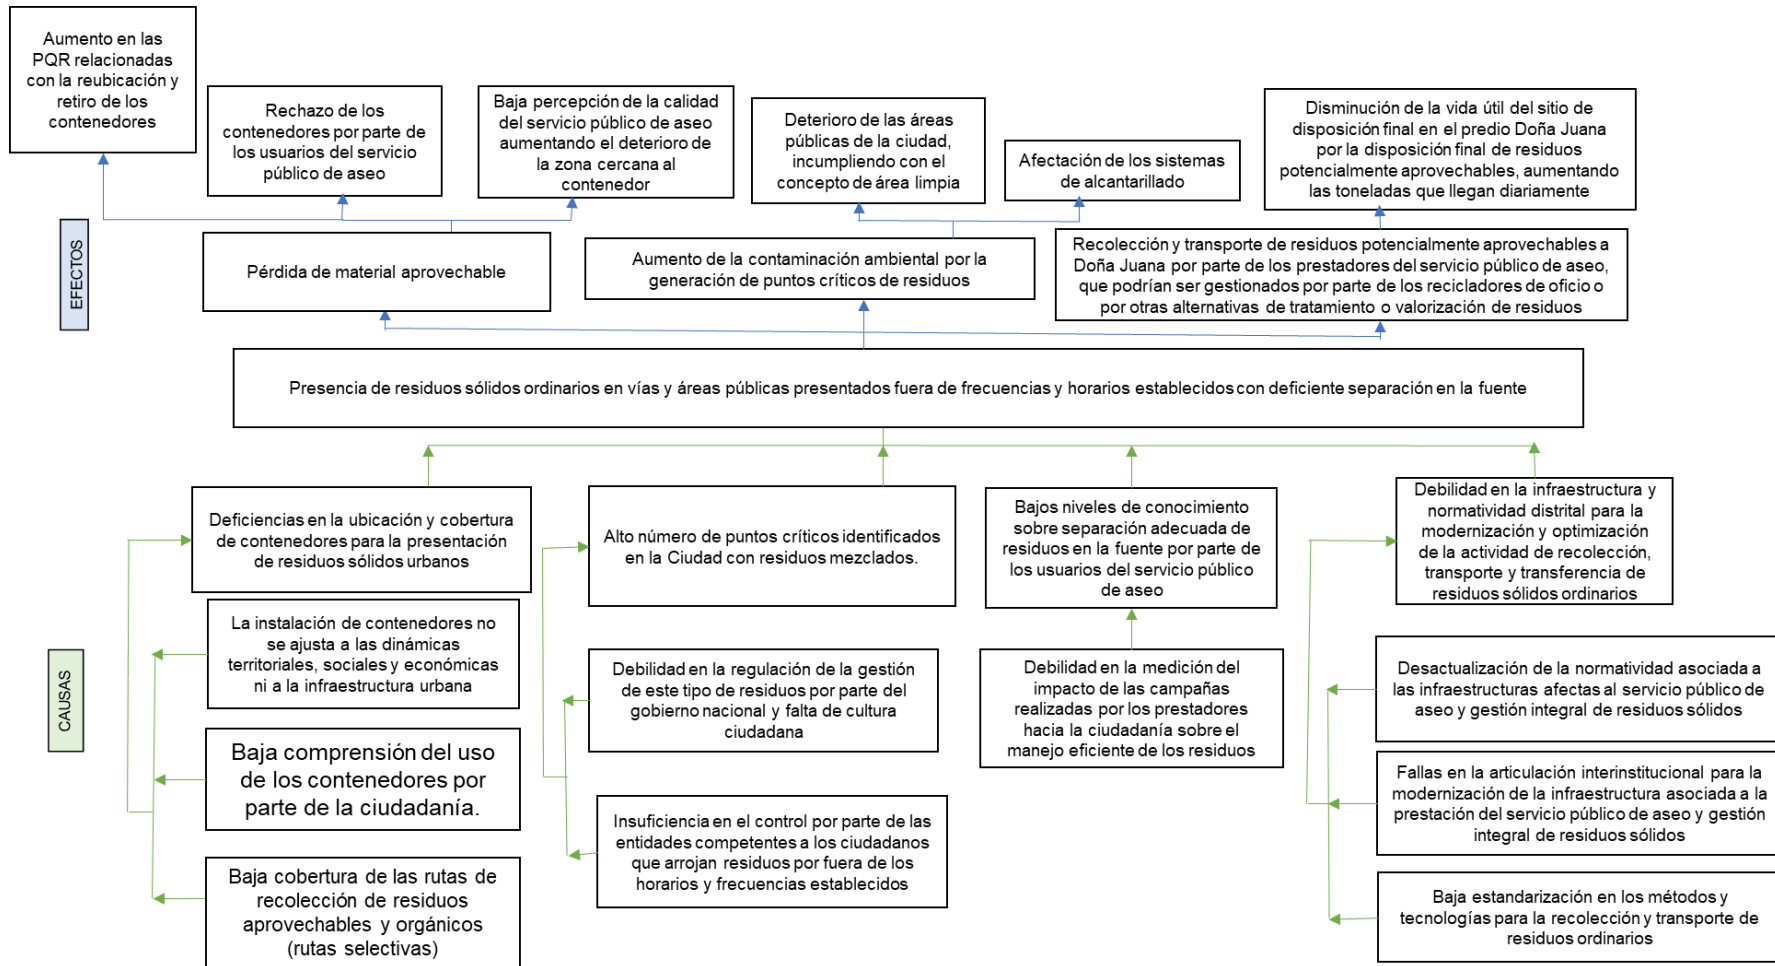 Aumento en las
PQR relacionadas
con la reubicación y
retiro de los
contenedores
Rechazo de los
contenedores por parte de
los usuarios del servicio
público de aseo
Baja percepción de la calidad
del servicio público de aseo
aumentando el deterioro de
la zona cercana al
contenedor
Deterioro de las áreas
públicas de la ciudad,
incumpliendo con el
concepto de área limpia
Afectación de los sistemas
de alcantarillado
Disminución de la vida útil del sitio de
disposición final en el predio Doña Juana
por la disposición final de residuos
potencialmente aprovechables, aumentando
las toneladas que llegan diariamente
EFECTOS
Pérdida de material aprovechable
Aumento de la contaminación ambiental por la
generación de puntos críticos de residuos
Recolección y transporte de residuos potencialmente aprovechables a
Doña Juana por parte de los prestadores del servicio público de aseo,
que podrían ser gestionados por parte de los recicladores de oficio o
por otras alternativas de tratamiento o valorización de residuos
Presencia de residuos sólidos ordinarios en vías y áreas públicas presentados fuera de frecuencias y horarios establecidos con deficiente separación en la fuente
CAUSAS
Deficiencias en la ubicación y cobertura
de contenedores para la presentación
de residuos sólidos urbanos
La instalación de contenedores no
se ajusta a las dinámicas
territoriales, sociales y económicas
ni a la infraestructura urbana
Baja comprensión del uso
de los contenedores por
parte de la ciudadanía.
Baja cobertura de las rutas de
recolección de residuos
aprovechables y orgánicos
(rutas selectivas)
Alto número de puntos críticos identificados
en la Ciudad con residuos mezclados.
Debilidad en la regulación de la gestión
de este tipo de residuos por parte del
gobierno nacional y falta de cultura
ciudadana
Insuficiencia en el control por parte de las
entidades competentes a los ciudadanos
que arrojan residuos por fuera de los
horarios y frecuencias establecidos
Bajos niveles de conocimiento
sobre separación adecuada de
residuos en la fuente por parte de
los usuarios del servicio público
de aseo
Debilidad en la medición del
impacto de las campañas
realizadas por los prestadores
hacia la ciudadanía sobre el
manejo eficiente de los residuos
Debilidad en la infraestructura y
normatividad distrital para la
modernización y optimización
de la actividad de recolección,
transporte y transferencia de
residuos sólidos ordinarios
Desactualización de la normatividad asociada a
las infraestructuras afectas al servicio público de
aseo y gestión integral de residuos sólidos
Fallas en la articulación interinstitucional para la
modernización de la infraestructura asociada a la
prestación del servicio público de aseo y gestión
integral de residuos sólidos
Baja estandarización en los métodos y
tecnologías para la recolección y transporte de
residuos ordinarios